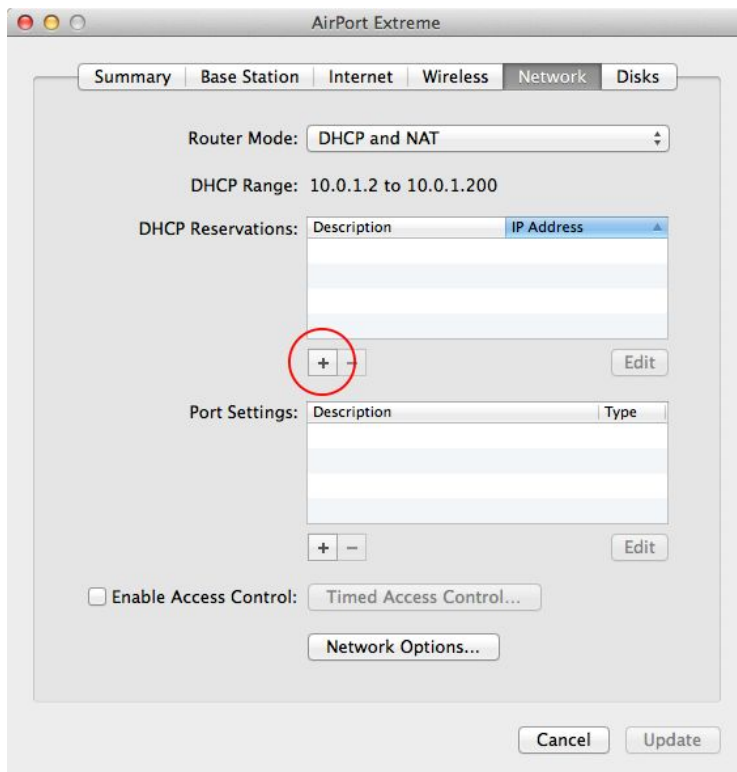 AirPort Extreme
Summary Base Station Internet Wireless Network Disks
Router Mode: DHCP and NAT
DHCP Range: 10.0.1.2 to 10.0.1.200
DHCP Reservations: Description IP Address
+ − Edit
Port Settings: Description Type
+ − Edit
Enable Access Control: Timed Access Control...
Network Options...
Cancel Update